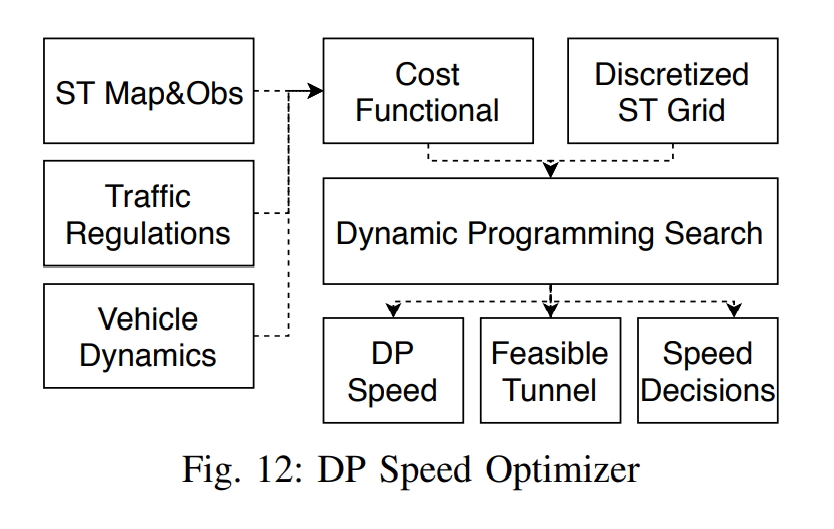 ST Map&Obs
Cost
Functional
Discretized
ST Grid
Traffic
Regulations
Dynamic Programming Search
Vehicle
Dynamics
DP
Speed
Feasible
Tunnel
Speed
Decisions
Fig. 12: DP Speed Optimizer